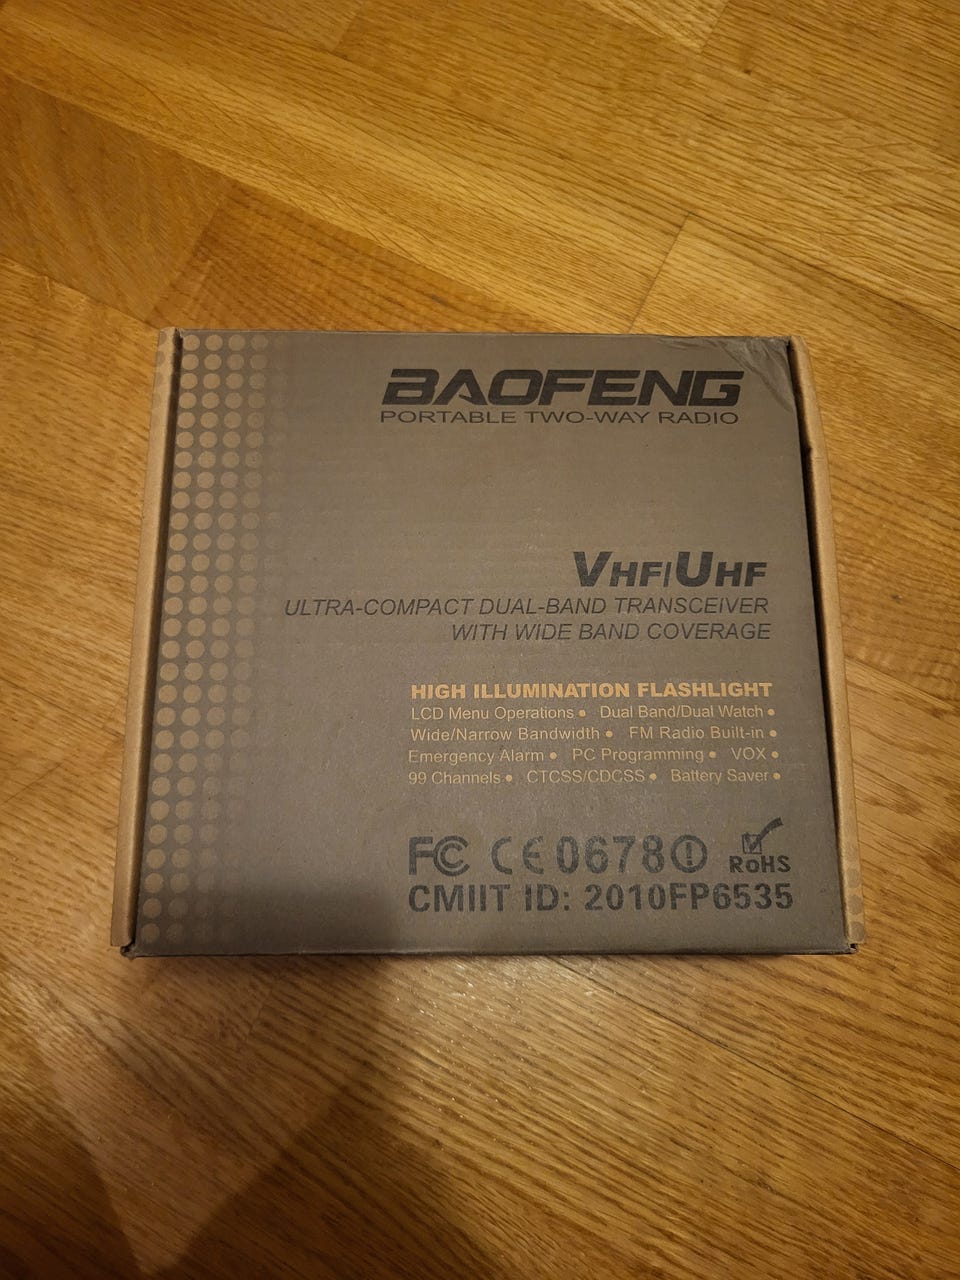 BAOFENG
PORTABLE TWO-WAY RADIO
VHF/UHF
ULTRA-COMPACT DUAL-BAND TRANSCEIVER
WITH WIDE BAND COVERAGE
HIGH ILLUMINATION FLASHLIGHT
LCD Menu Operations ● Dual Band/Dual Watch ●
Wide/Narrow Bandwidth ● FM Radio Built-in ●
Emergency Alarm ● PC Programming ● VOX ●
99 Channels ● CTCSS/CDCSS ● Battery Saver ●
FC CE0678 ! RoHS
CMIIT ID: 2010FP6535